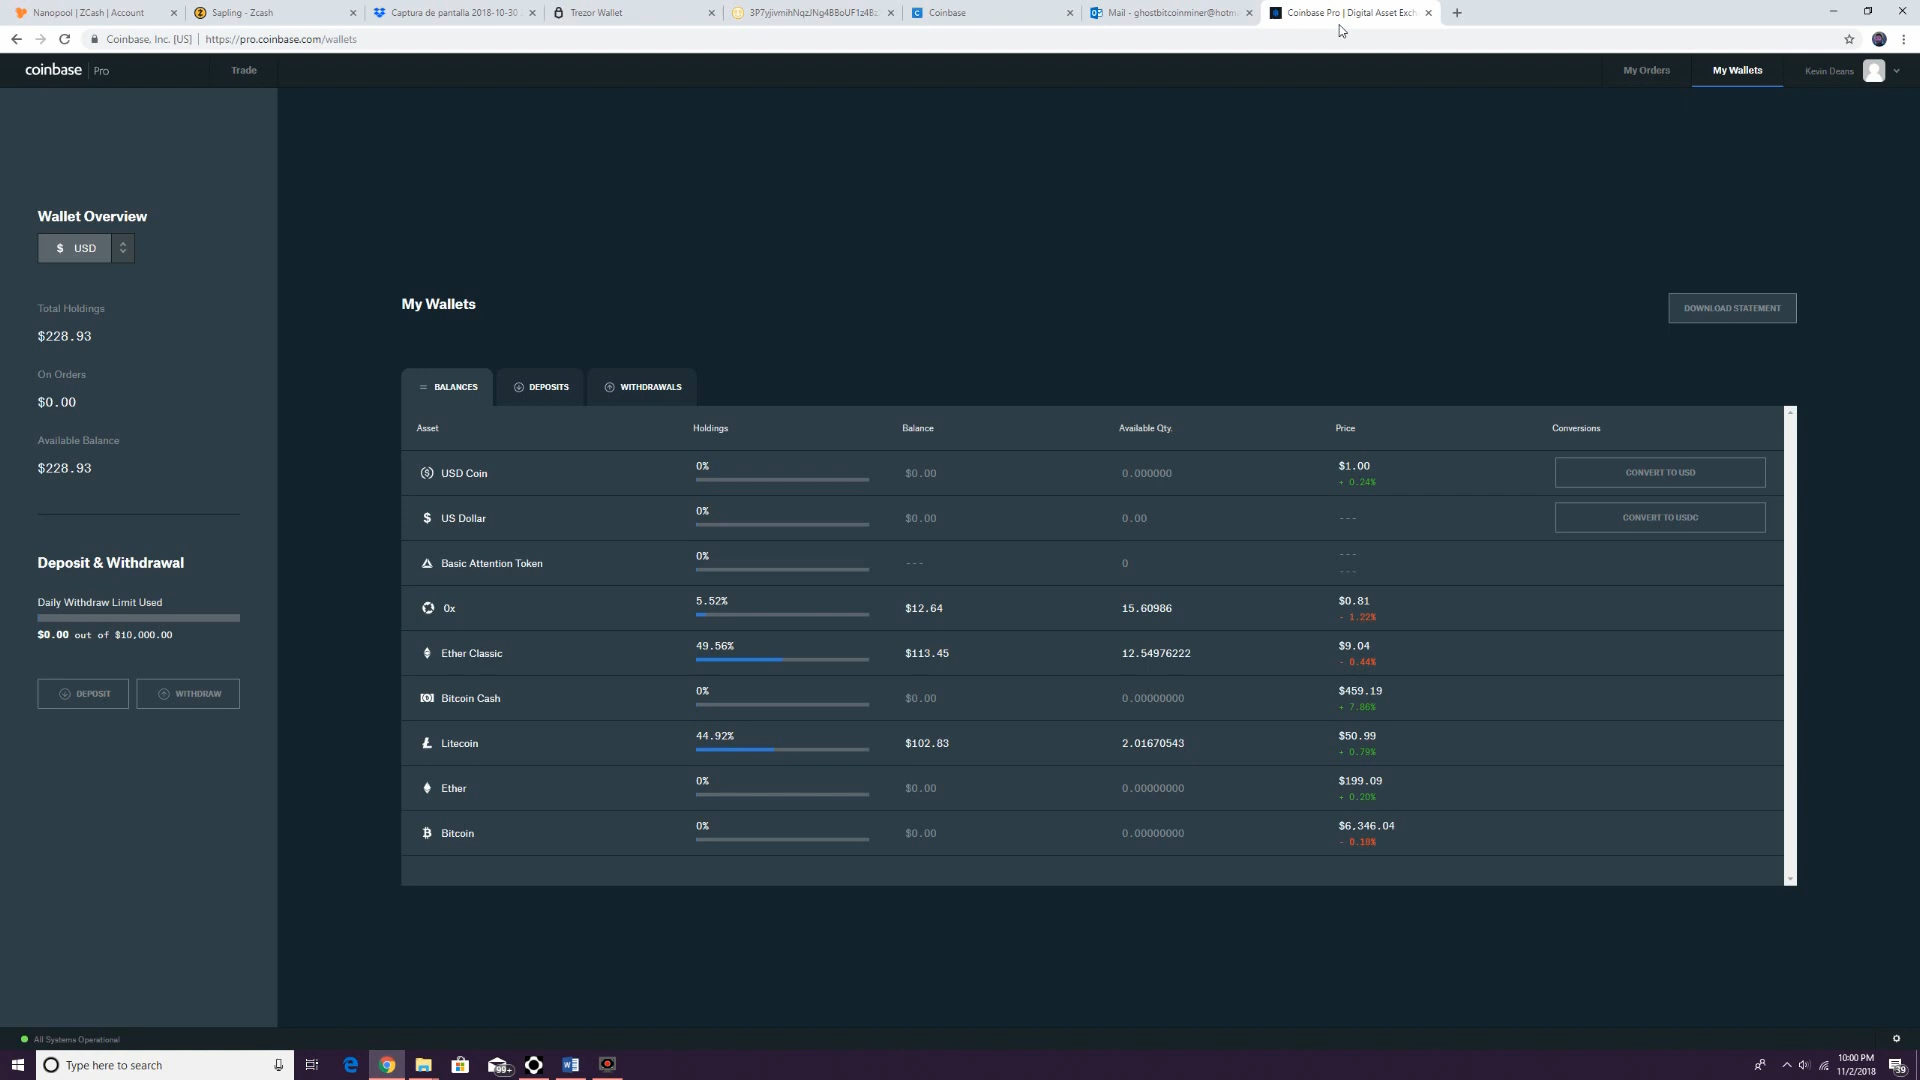 Nanopool | ZCash | Account
Sapling - Zcash
Captura de pantalla 2018-10-30
Trezor Wallet
Coinbase
Mail - ghostbitcoinminer@hotm
Coinbase Pro | Digital Asset Exch
Coinbase, Inc. [US] | https://pro.coinbase.com/wallets
coinbase | Pro
Trade
My Orders
My Wallets
Kevin Deans
Wallet Overview
$ USD
Total Holdings
$228.93
On Orders
$0.00
Available Balance
$228.93
Deposit & Withdrawal
Daily Withdraw Limit Used
$0.00 out of $10,000.00
DEPOSIT
WITHDRAW
My Wallets
DOWNLOAD STATEMENT
BALANCES
DEPOSITS
WITHDRAWALS
Asset Holdings Balance Available Qty. Price Conversions
USD Coin 0% $0.00 0.000000 $1.00 CONVERT TO USD
+ 0.24%
US Dollar 0% $0.00 0.00 --- CONVERT TO USDC
Basic Attention Token 0% --- 0 ---
---
0x 5.52% $12.64 15.60986 $0.81
- 1.22%
Ether Classic 49.56% $113.45 12.54976222 $9.04
- 0.44%
Bitcoin Cash 0% $0.00 0.00000000 $459.19
+ 7.86%
Litecoin 44.92% $102.83 2.01670543 $50.99
+ 0.79%
Ether 0% $0.00 0.00000000 $199.09
+ 0.20%
Bitcoin 0% $0.00 0.00000000 $6,346.04
- 0.18%
All Systems Operational
Type here to search
99+
10:00 PM
11/2/2018
39